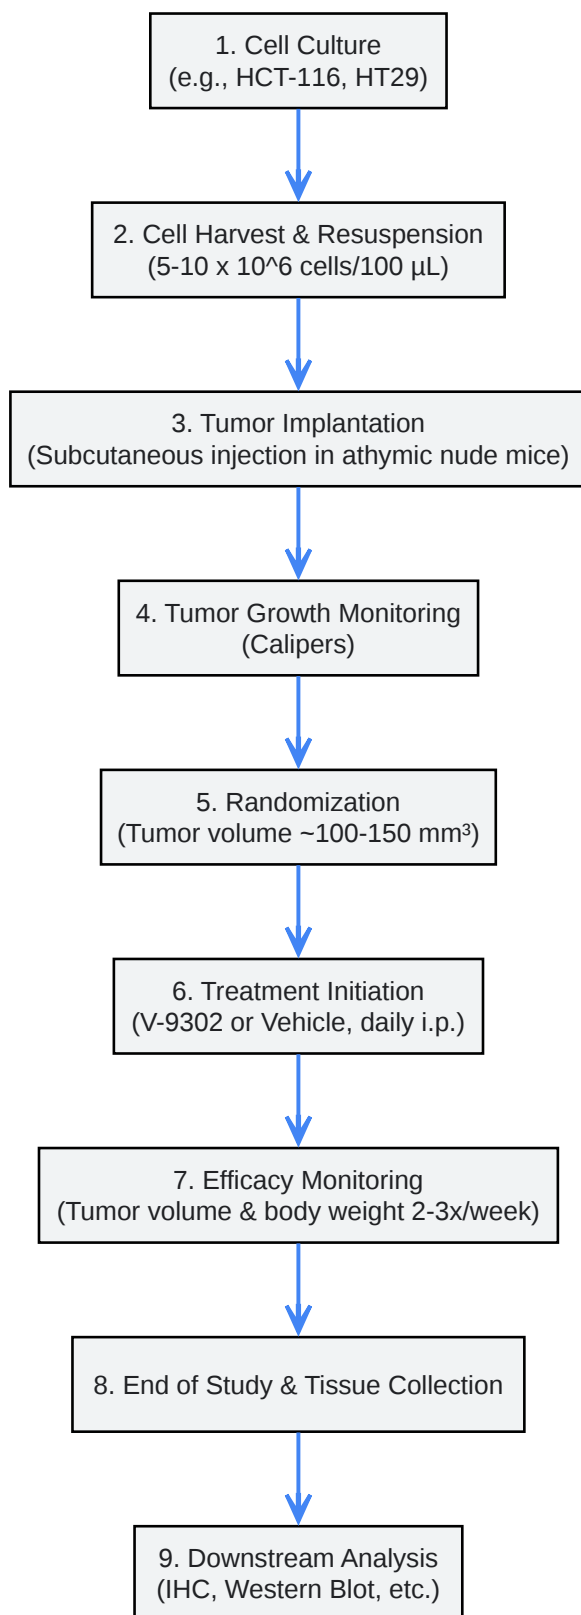 1. Cell Culture
(e.g., HCT-116, HT29)
2. Cell Harvest & Resuspension
(5-10 x 10^6 cells/100 µL)
3. Tumor Implantation
(Subcutaneous injection in athymic nude mice)
4. Tumor Growth Monitoring
(Calipers)
5. Randomization
(Tumor volume ~100-150 mm³)
6. Treatment Initiation
(V-9302 or Vehicle, daily i.p.)
7. Efficacy Monitoring
(Tumor volume & body weight 2-3x/week)
8. End of Study & Tissue Collection
9. Downstream Analysis
(IHC, Western Blot, etc.)